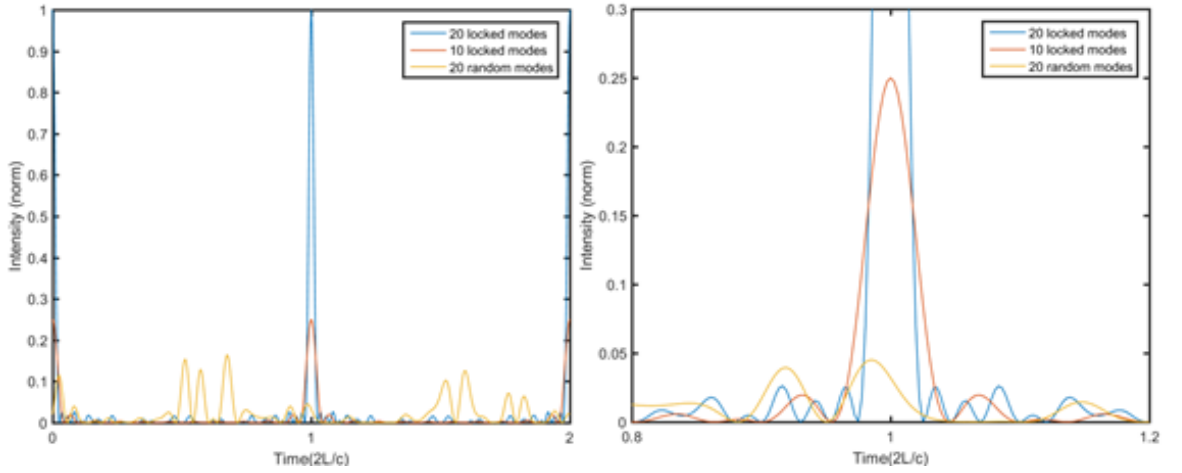 1
0.9
0.8
0.7
0.6
0.5
0.4
0.3
0.2
0.1
0
0 1 2
Intensity (norm)
Time(2L/c)
20 locked modes
10 locked modes
20 random modes
0.3
0.25
0.2
0.15
0.1
0.05
0
0.8 1 1.2
Intensity (norm)
Time(2L/c)
20 locked modes
10 locked modes
20 random modes